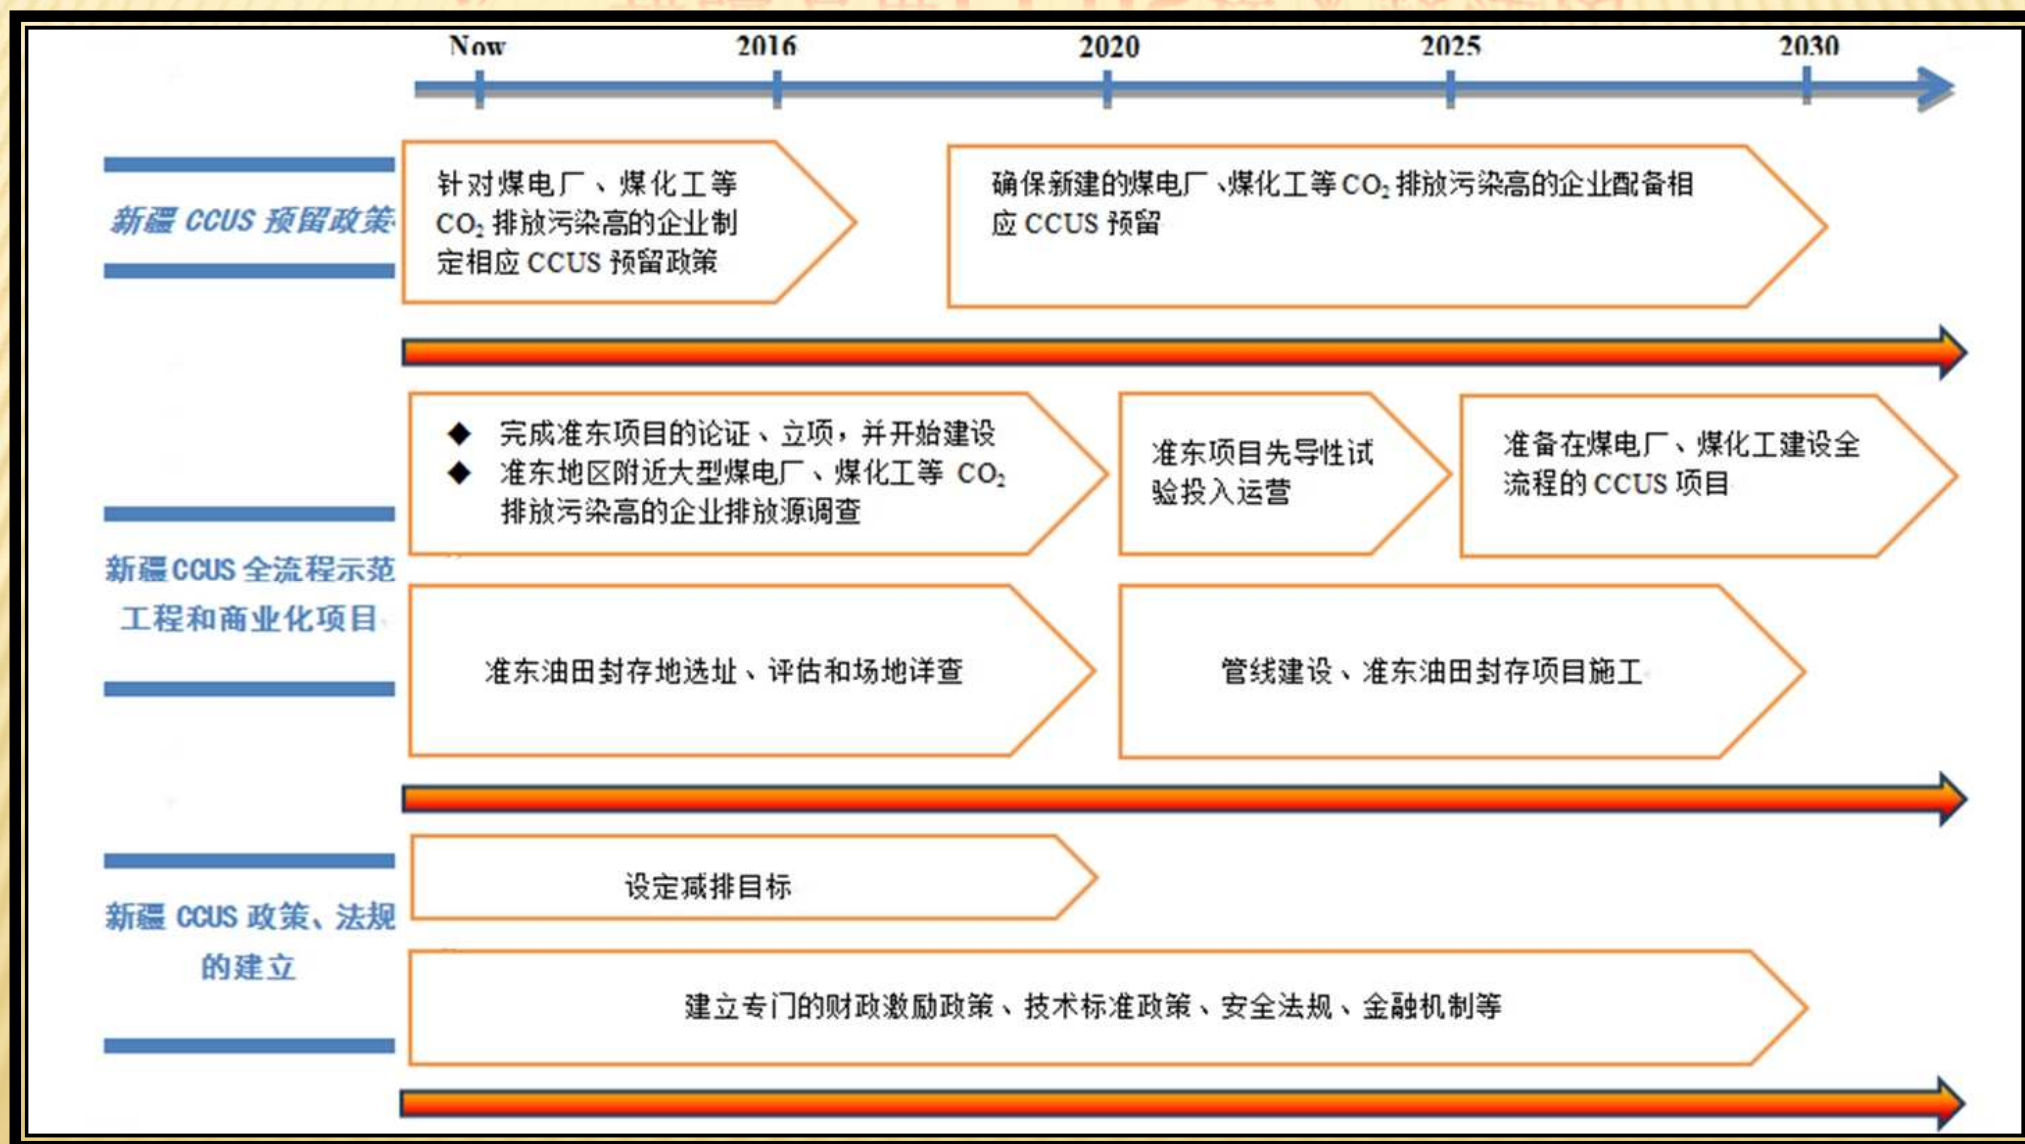 Now 2016 2020 2025 2030
新疆 CCUS 预留政策
针对煤电厂、煤化工等
CO₂ 排放污染高的企业制
定相应 CCUS 预留政策
确保新建的煤电厂、煤化工等 CO₂ 排放污染高的企业配备相
应 CCUS 预留
新疆 CCUS 全流程示范
工程和商业化项目
◆ 完成准东项目的论证、立项，并开始建设
◆ 准东地区附近大型煤电厂、煤化工等 CO₂
排放污染高的企业排放源调查
准东项目先导性试
验投入运营
准备在煤电厂、煤化工建设全
流程的 CCUS 项目
准东油田封存地选址、评估和场地详查
管线建设、准东油田封存项目施工
新疆 CCUS 政策、法规
的建立
设定减排目标
建立专门的财政激励政策、技术标准政策、安全法规、金融机制等